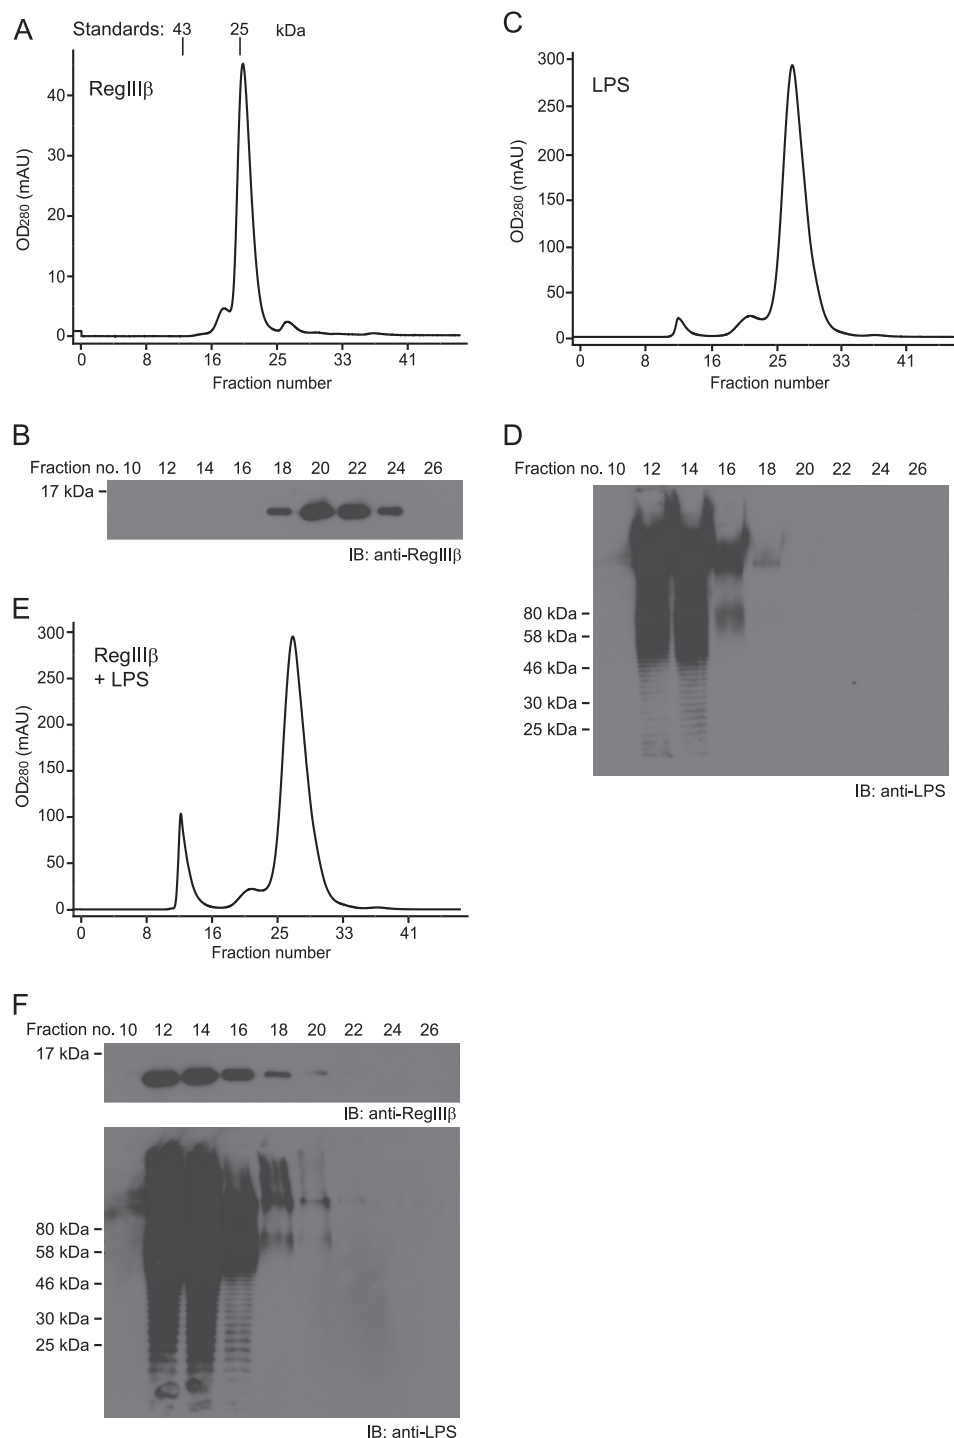 A
Standards: 43 25 kDa
RegIIIβ
40
30
20
10
0
OD280 (mAU)
0 8 16 25 33 41
Fraction number
B
Fraction no. 10 12 14 16 18 20 22 24 26
17 kDa
IB: anti-RegIIIβ
C
LPS
300
250
200
150
100
50
0
OD280 (mAU)
0 8 16 25 33 41
Fraction number
D
Fraction no. 10 12 14 16 18 20 22 24 26
80 kDa
58 kDa
46 kDa
30 kDa
25 kDa
IB: anti-LPS
E
RegIIIβ
+ LPS
300
250
200
150
100
50
0
OD280 (mAU)
0 8 16 25 33 41
Fraction number
F
Fraction no. 10 12 14 16 18 20 22 24 26
17 kDa
IB: anti-RegIIIβ
80 kDa
58 kDa
46 kDa
30 kDa
25 kDa
IB: anti-LPS